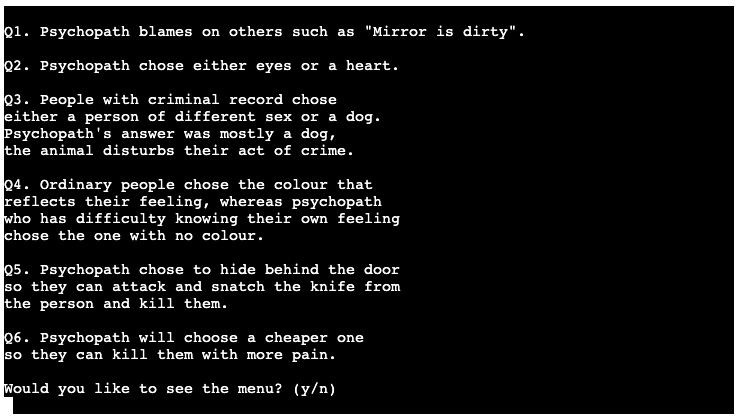 Q1. Psychopath blames on others such as "Mirror is dirty".
Q2. Psychopath chose either eyes or a heart.
Q3. People with criminal record chose
either a person of different sex or a dog.
Psychopath's answer was mostly a dog,
the animal disturbs their act of crime.
Q4. Ordinary people chose the colour that
reflects their feeling, whereas psychopath
who has difficulty knowing their own feeling
chose the one with no colour.
Q5. Psychopath chose to hide behind the door
so they can attack and snatch the knife from
the person and kill them.
Q6. Psychopath will choose a cheaper one
so they can kill them with more pain.
Would you like to see the menu? (y/n)